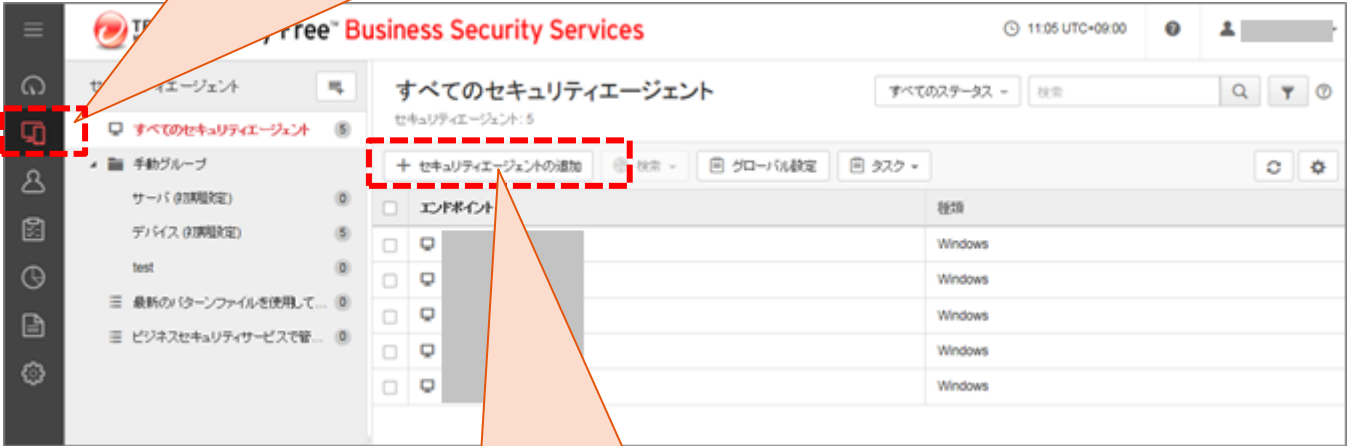 ree™ Business Security Services
11:05 UTC+09:00
すべてのセキュリティエージェント
すべてのステータス
検索
セキュリティエージェント: 5
すべてのセキュリティエージェント 5
手動グループ
サーバ (初期設定) 0
デバイス (初期設定) 5
test 0
最新のパターンファイルを使用して... 0
ビジネスセキュリティサービスで管... 0
+ セキュリティエージェントの追加
検索
グローバル設定
タスク
エンドポイント
種類
Windows
Windows
Windows
Windows
Windows